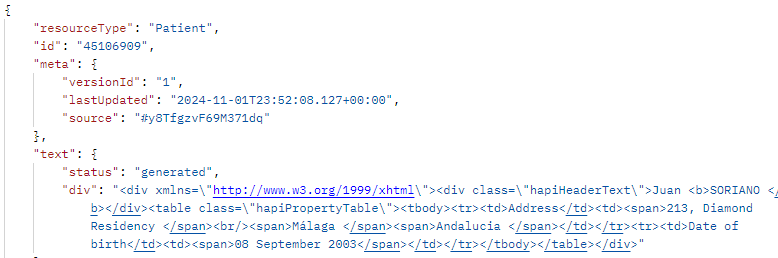 {
"resourceType": "Patient",
"id": "45106909",
"meta": {
"versionId": "1",
"lastUpdated": "2024-11-01T23:52:08.127+00:00",
"source": "#y8TfgzvF69M371dq"
},
"text": {
"status": "generated",
"div": "<div xmlns=\"http://www.w3.org/1999/xhtml\"><div class=\"hapiHeaderText\">Juan <b>SORIANO </
b></div><table class=\"hapiPropertyTable\"><tbody><tr><td>Address</td><td><span>213, Diamond
Residency </span><br/><span>Málaga </span><span>Andalucia </span></td></tr><tr><td>Date of
birth</td><td><span>08 September 2003</span></td></tr></tbody></table></div>"